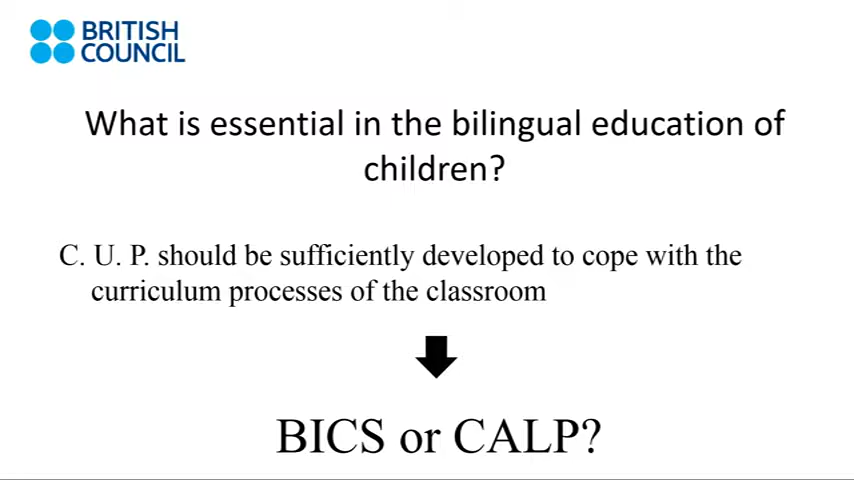 BRITISH
COUNCIL
What is essential in the bilingual education of
children?
C. U. P. should be sufficiently developed to cope with the
curriculum processes of the classroom
BICS or CALP?